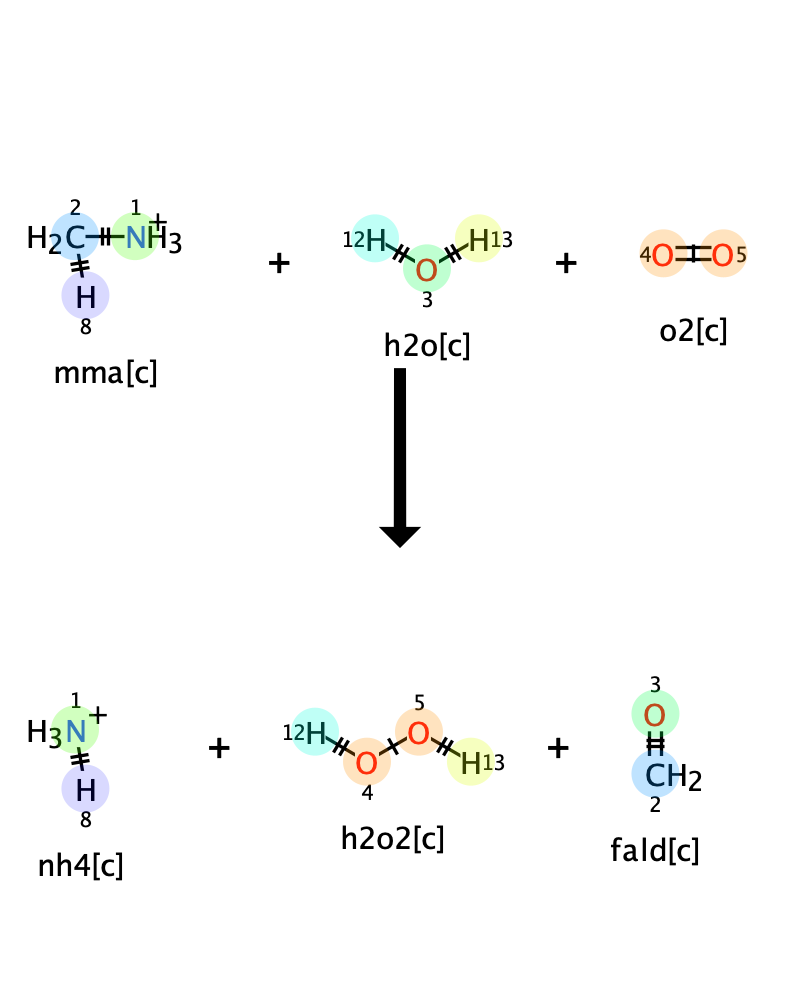 2 1 +
H2C NH3
H
8
mma[c]
+
12H H13
O
3
h2o[c]
+
4O O5
o2[c]
1 +
H3N
H
8
nh4[c]
+
5
12H O
O H13
4
h2o2[c]
+
3
O
CH2
2
fald[c]